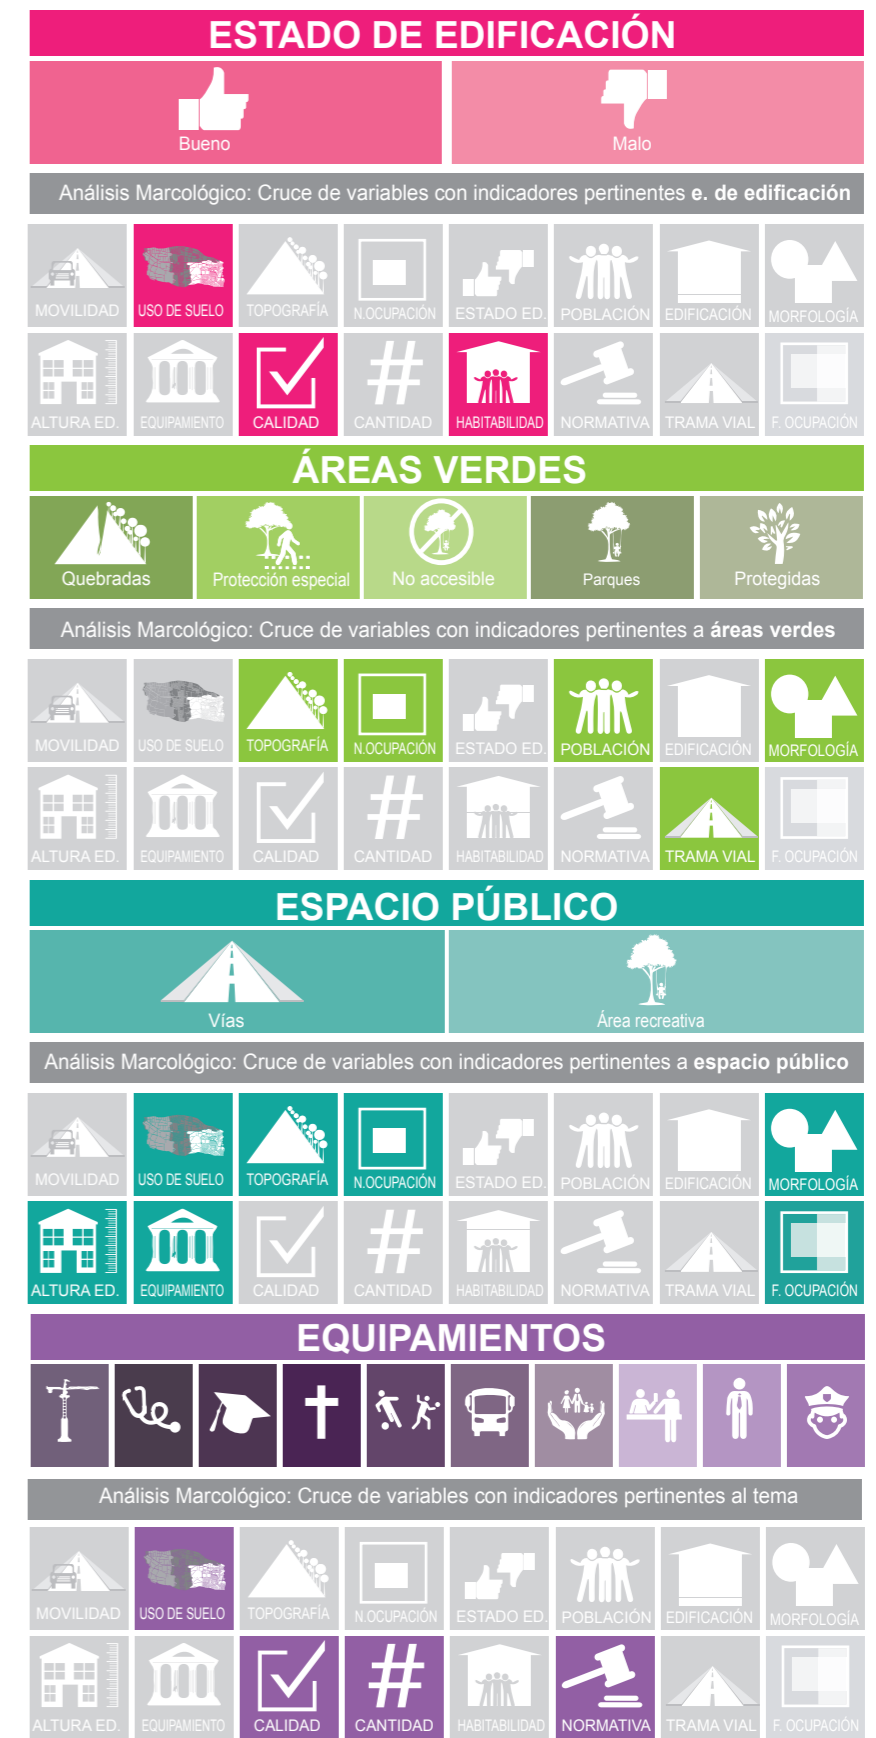 ESTADO DE EDIFICACIÓN
Bueno
Malo
Análisis Marcológico: Cruce de variables con indicadores pertinentes e. de edificación
MOVILIDAD
USO DE SUELO
TOPOGRAFÍA
N.OCUPACIÓN
ESTADO ED.
POBLACIÓN
EDIFICACIÓN
MORFOLOGÍA
ALTURA ED.
EQUIPAMIENTO
CALIDAD
CANTIDAD
HABITABILIDAD
NORMATIVA
TRAMA VIAL
F. OCUPACIÓN
ÁREAS VERDES
Quebradas
Protección especial
No accesible
Parques
Protegidas
Análisis Marcológico: Cruce de variables con indicadores pertinentes a áreas verdes
MOVILIDAD
USO DE SUELO
TOPOGRAFÍA
N.OCUPACIÓN
ESTADO ED.
POBLACIÓN
EDIFICACIÓN
MORFOLOGÍA
ALTURA ED.
EQUIPAMIENTO
CALIDAD
CANTIDAD
HABITABILIDAD
NORMATIVA
TRAMA VIAL
F. OCUPACIÓN
ESPACIO PÚBLICO
Vías
Área recreativa
Análisis Marcológico: Cruce de variables con indicadores pertinentes a espacio público
MOVILIDAD
USO DE SUELO
TOPOGRAFÍA
N.OCUPACIÓN
ESTADO ED.
POBLACIÓN
EDIFICACIÓN
MORFOLOGÍA
ALTURA ED.
EQUIPAMIENTO
CALIDAD
CANTIDAD
HABITABILIDAD
NORMATIVA
TRAMA VIAL
F. OCUPACIÓN
EQUIPAMIENTOS
Análisis Marcológico: Cruce de variables con indicadores pertinentes al tema
MOVILIDAD
USO DE SUELO
TOPOGRAFÍA
N.OCUPACIÓN
ESTADO ED.
POBLACIÓN
EDIFICACIÓN
MORFOLOGÍA
ALTURA ED.
EQUIPAMIENTO
CALIDAD
CANTIDAD
HABITABILIDAD
NORMATIVA
TRAMA VIAL
F. OCUPACIÓN